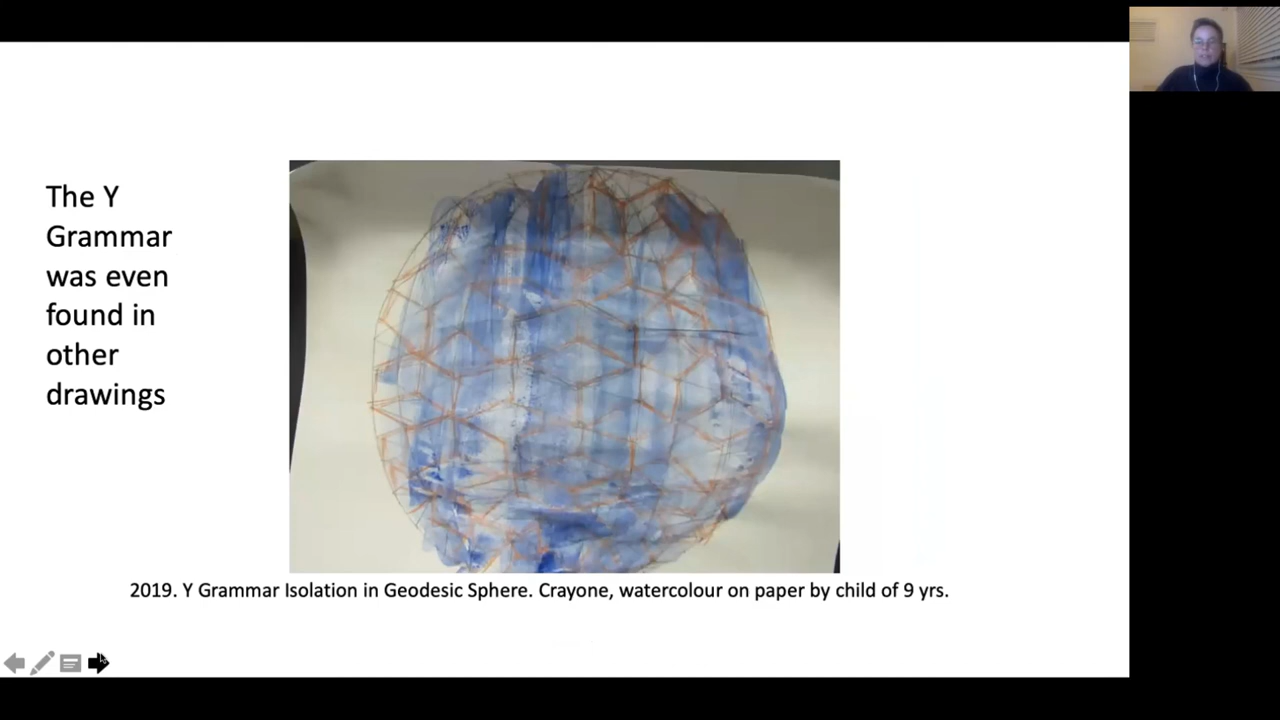 The Y
Grammar
was even
found in
other
drawings
2019. Y Grammar Isolation in Geodesic Sphere. Crayone, watercolour on paper by child of 9 yrs.